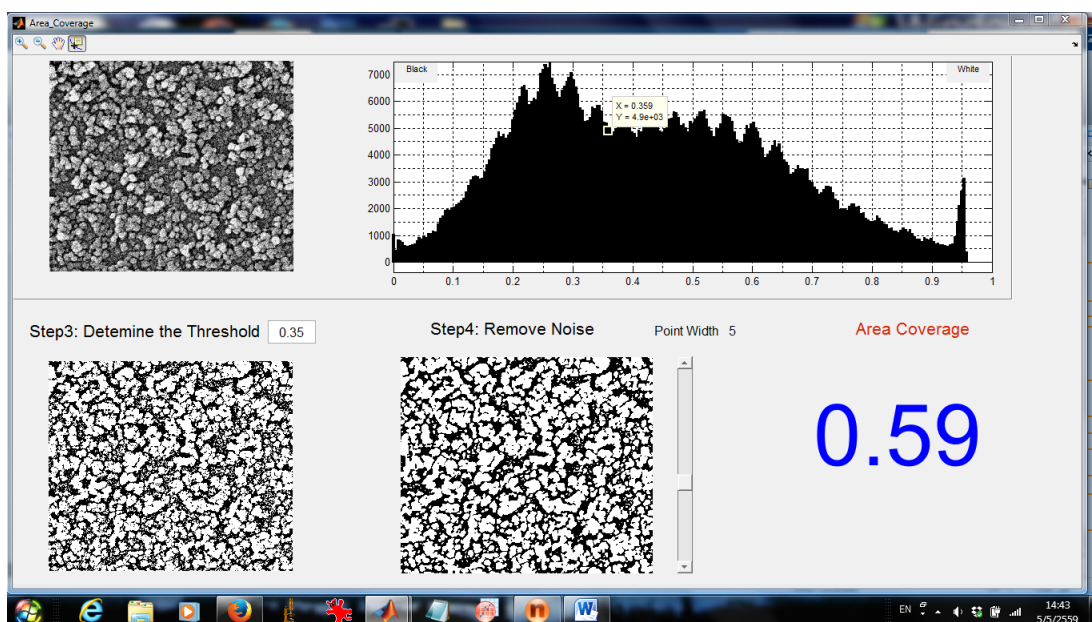 Area_Coverage
Black
White
7000
6000
5000
4000
3000
2000
1000
0
X = 0.359
Y = 4.9e+03
0 0.1 0.2 0.3 0.4 0.5 0.6 0.7 0.8 0.9 1
Step3: Detemine the Threshold 0.35
Step4: Remove Noise
Point Width 5
Area Coverage
0.59
EN
14:43
5/5/2559